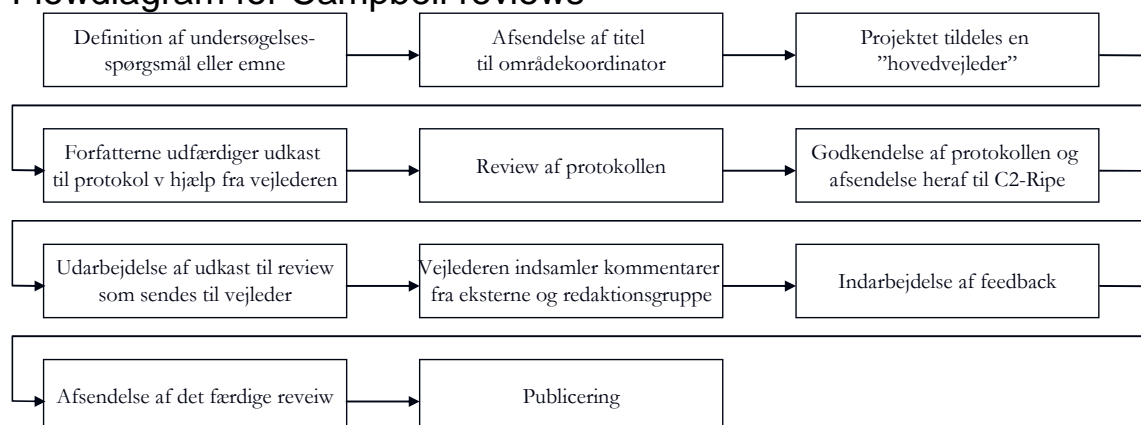 Flowdiagram for Campbell reviews
Definition af undersøgelses-
spørgsmål eller emne
Afsendelse af titel
til områdekoordinator
Projektet tildeles en
”hovedvejleder”
Forfatterne udfærdiger udkast
til protokol v hjælp fra vejlederen
Review af protokollen
Godkendelse af protokollen og
afsendelse heraf til C2-Ripe
Udarbejdelse af udkast til review
som sendes til vejleder
Vejlederen indsamler kommentarer
fra eksterne og redaktionsgruppe
Indarbejdelse af feedback
Afsendelse af det færdige reveiw
Publicering